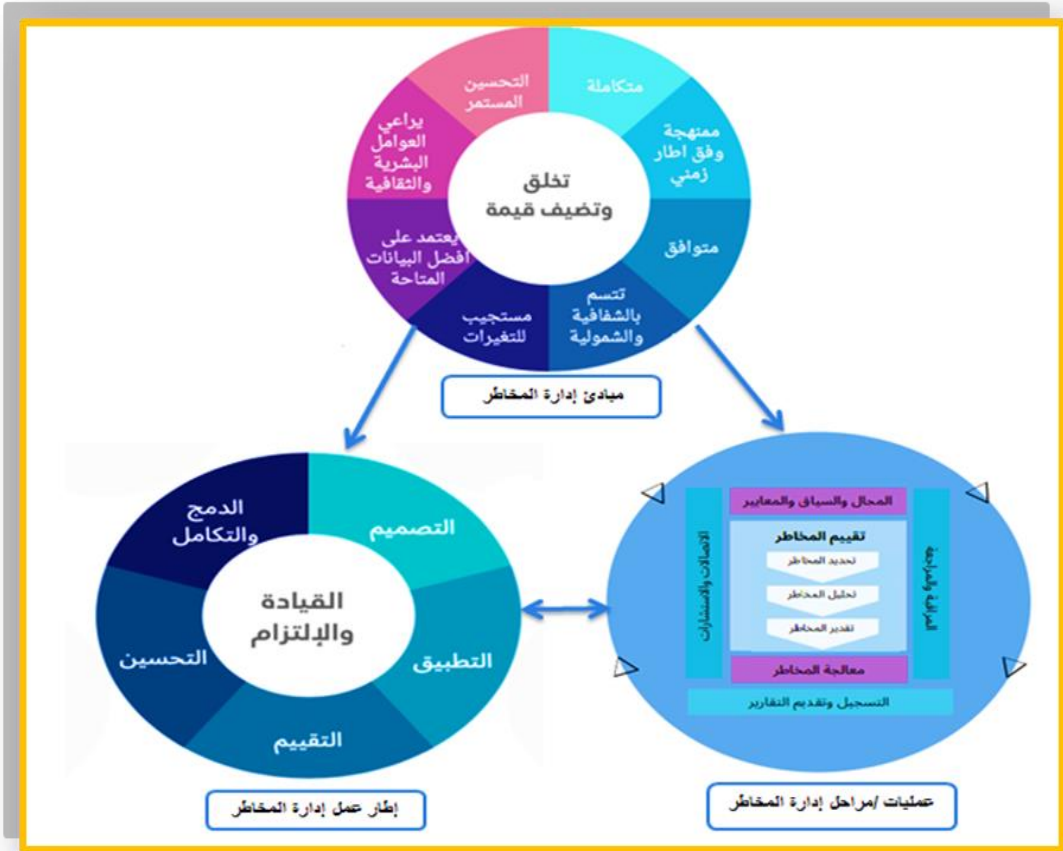 متكاملة
ممنهجة
وفق اطار
زمني
متوافق
تتسم
بالشفافية
والشمولية
مستجيب
للتغيرات
يعتمد على
أفضل البيانات
المتاحة
يراعي
العوامل
البشرية
والثقافية
التحسين
المستمر
تخلق
وتضيف قيمة
مبادئ إدارة المخاطر
المجال والسياق والمعايير
تقييم المخاطر
تحديد المخاطر
تحليل المخاطر
تقدير المخاطر
معالجة المخاطر
التسجيل وتقديم التقارير
المراقبة والمراجعة
الاتصالات والاستشارات
عمليات /مراحل إدارة المخاطر
التصميم
التطبيق
التقييم
التحسين
الدمج
والتكامل
القيادة
والإلتزام
إطار عمل إدارة المخاطر